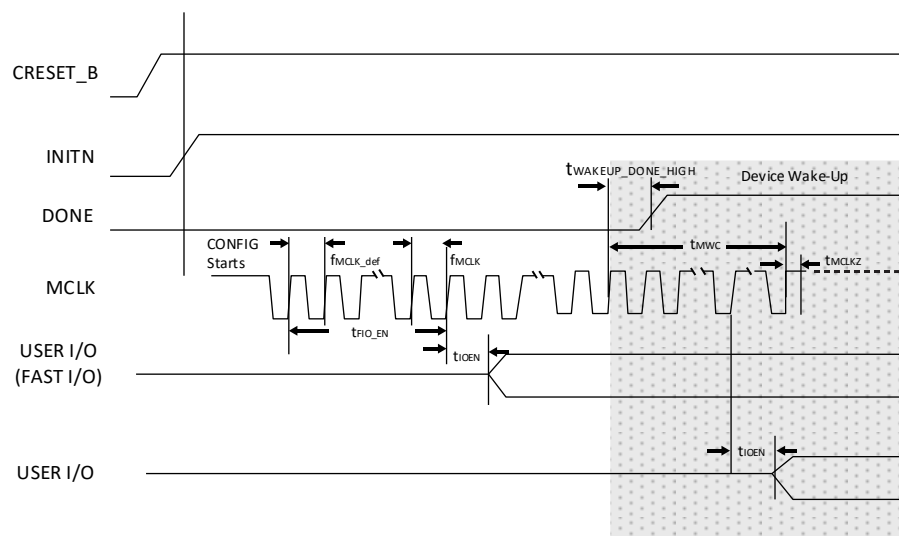 CRESET_B
INITN
tWAKEUP_DONE_HIGH
Device Wake-Up
DONE
CONFIG
Starts
fMCLK_def
fMCLK
tMWC
tMCLKZ
MCLK
tFIO_EN
USER I/O
(FAST I/O)
tIOEN
USER I/O
tIOEN